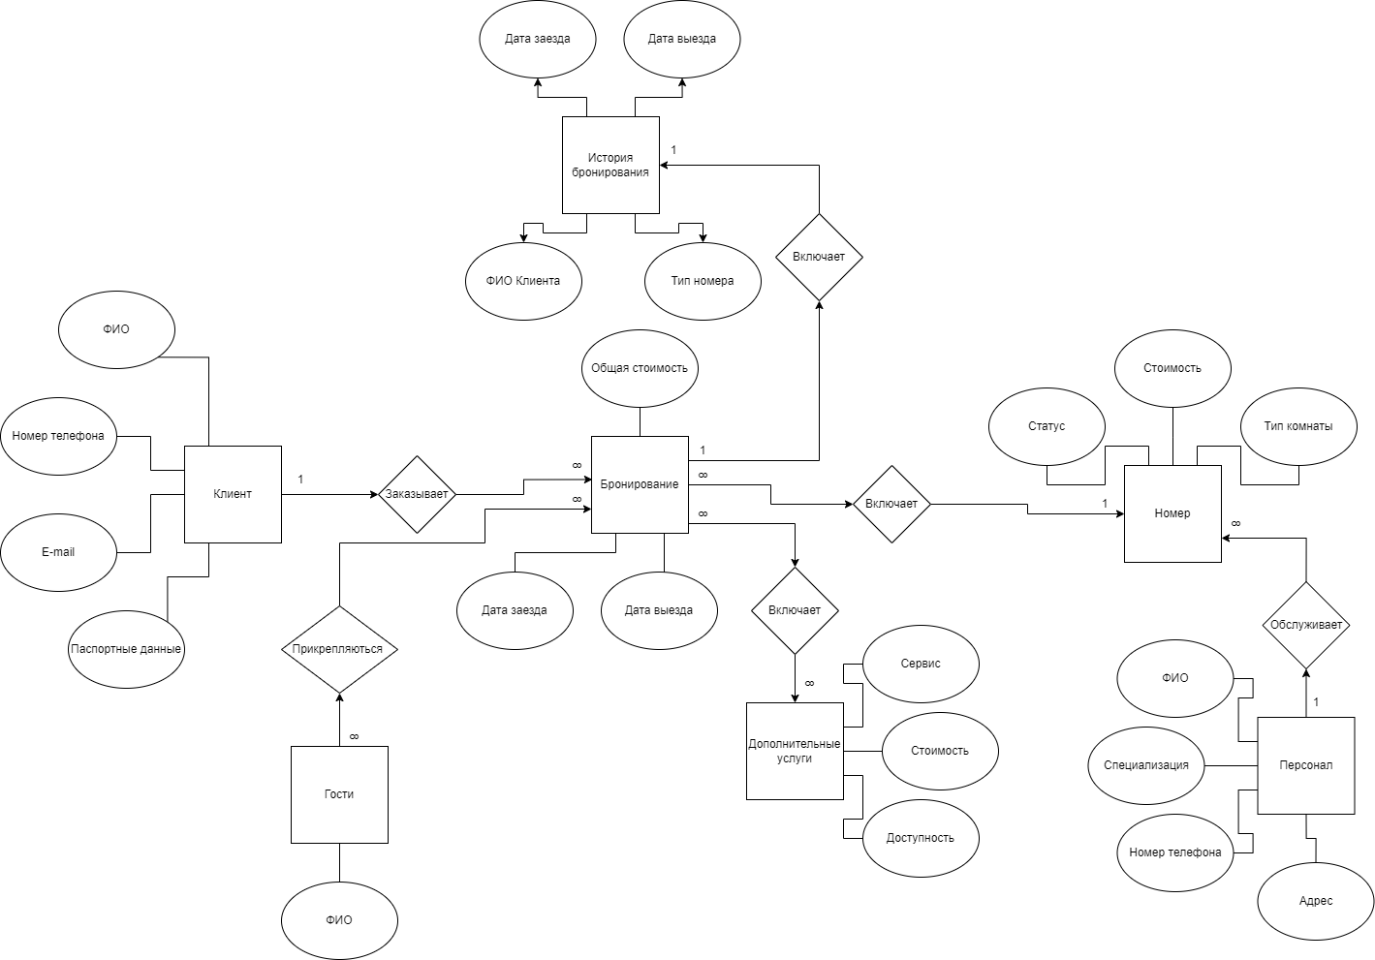 Дата заезда
Дата выезда
История
бронирования
1
ФИО Клиента
Тип номера
Включает
ФИО
Номер телефона
Клиент
E-mail
Паспортные данные
1
Заказывает
∞
∞
Общая стоимость
Бронирование
1
∞
∞
Дата заезда
Дата выезда
Включает
1
Статус
Стоимость
Тип комнаты
Номер
∞
Прикрепляються
∞
Гости
ФИО
Включает
∞
Дополнительные
услуги
Сервис
Стоимость
Доступность
Обслуживает
1
ФИО
Специализация
Персонал
Номер телефона
Адрес